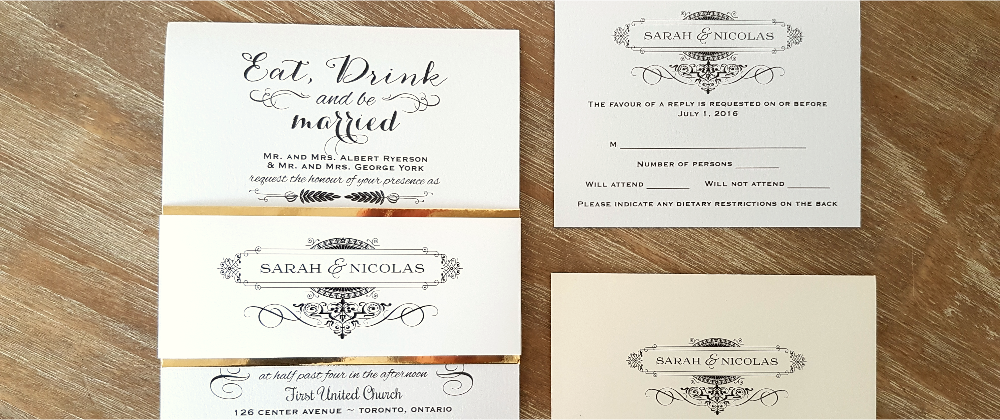 Eat, Drink
and be
married
Mr. and Mrs. Albert Ryerson
& Mr. and Mrs. George York
request the honour of your presence as
SARAH & NICOLAS
at half past four in the afternoon
First United Church
126 CENTER AVENUE ~ TORONTO, ONTARIO
SARAH & NICOLAS
The favour of a reply is requested on or before
July 1, 2016
M
Number of persons
Will attend Will not attend
Please indicate any dietary restrictions on the back
SARAH & NICOLAS